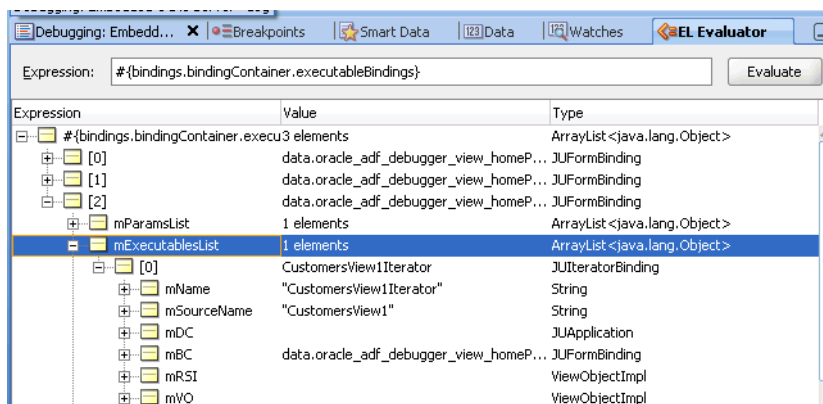 Debugging: Embedd... Breakpoints Smart Data Data Watches EL Evaluator
Expression: #{bindings.bindingContainer.executableBindings} Evaluate
Expression Value Type
#{bindings.bindingContainer.execu 3 elements ArrayList<java.lang.Object>
[0] data.oracle_adf_debugger_view_homeP... JUFormBinding
[1] data.oracle_adf_debugger_view_homeP... JUFormBinding
[2] data.oracle_adf_debugger_view_homeP... JUFormBinding
mParamsList 1 elements ArrayList<java.lang.Object>
mExecutablesList 1 elements ArrayList<java.lang.Object>
[0] CustomersView1Iterator JUIteratorBinding
mName "CustomersView1Iterator" String
mSourceName "CustomersView1" String
mDC JUApplication
mBC data.oracle_adf_debugger_view_homeP... JUFormBinding
mRSI ViewObjectImpl
mVO ViewObjectImpl